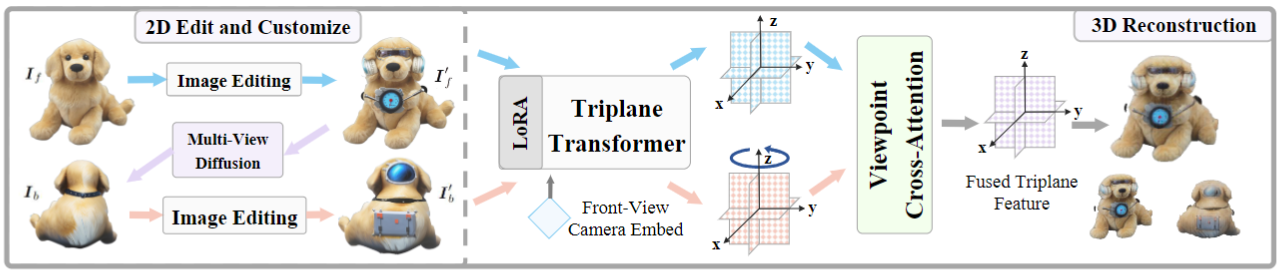 2D Edit and Customize
I_f
Image Editing
I'_f
Multi-View
Diffusion
I_b
Image Editing
I'_b
LoRA
Triplane
Transformer
Front-View
Camera Embed
z
y
x
z
y
x
Viewpoint
Cross-Attention
3D Reconstruction
z
y
x
Fused Triplane
Feature